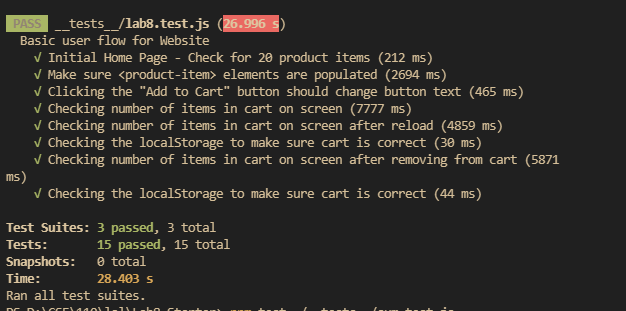 PASS __tests__/lab8.test.js (26.996 s)
Basic user flow for Website
√ Initial Home Page - Check for 20 product items (212 ms)
√ Make sure <product-item> elements are populated (2694 ms)
√ Clicking the "Add to Cart" button should change button text (465 ms)
√ Checking number of items in cart on screen (7777 ms)
√ Checking number of items in cart on screen after reload (4859 ms)
√ Checking the localStorage to make sure cart is correct (30 ms)
√ Checking number of items in cart on screen after removing from cart (5871
ms)
√ Checking the localStorage to make sure cart is correct (44 ms)
Test Suites: 3 passed, 3 total
Tests: 15 passed, 15 total
Snapshots: 0 total
Time: 28.403 s
Ran all test suites.